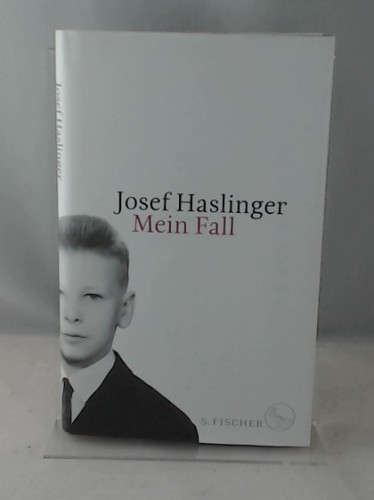 Josef Haslinger
Josef Haslinger
Mein Fall
S. FISCHER